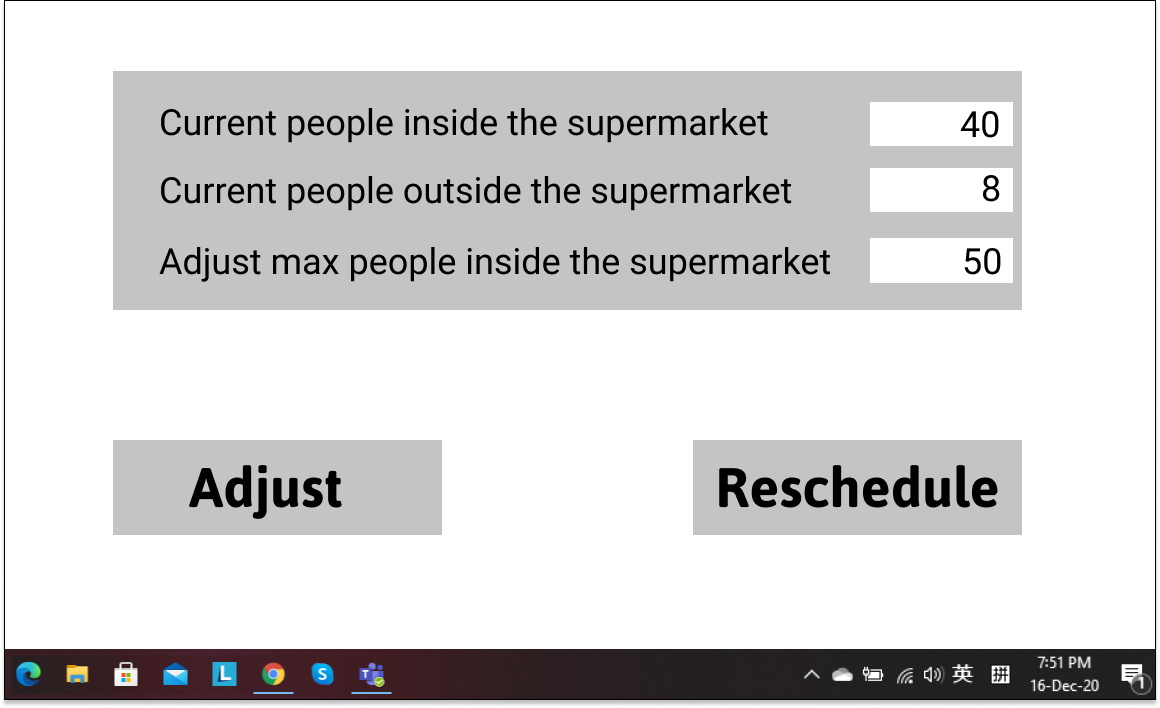 Current people inside the supermarket 40
Current people outside the supermarket 8
Adjust max people inside the supermarket 50
Adjust Reschedule
L S T 英 拼 7:51 PM
16-Dec-20 1